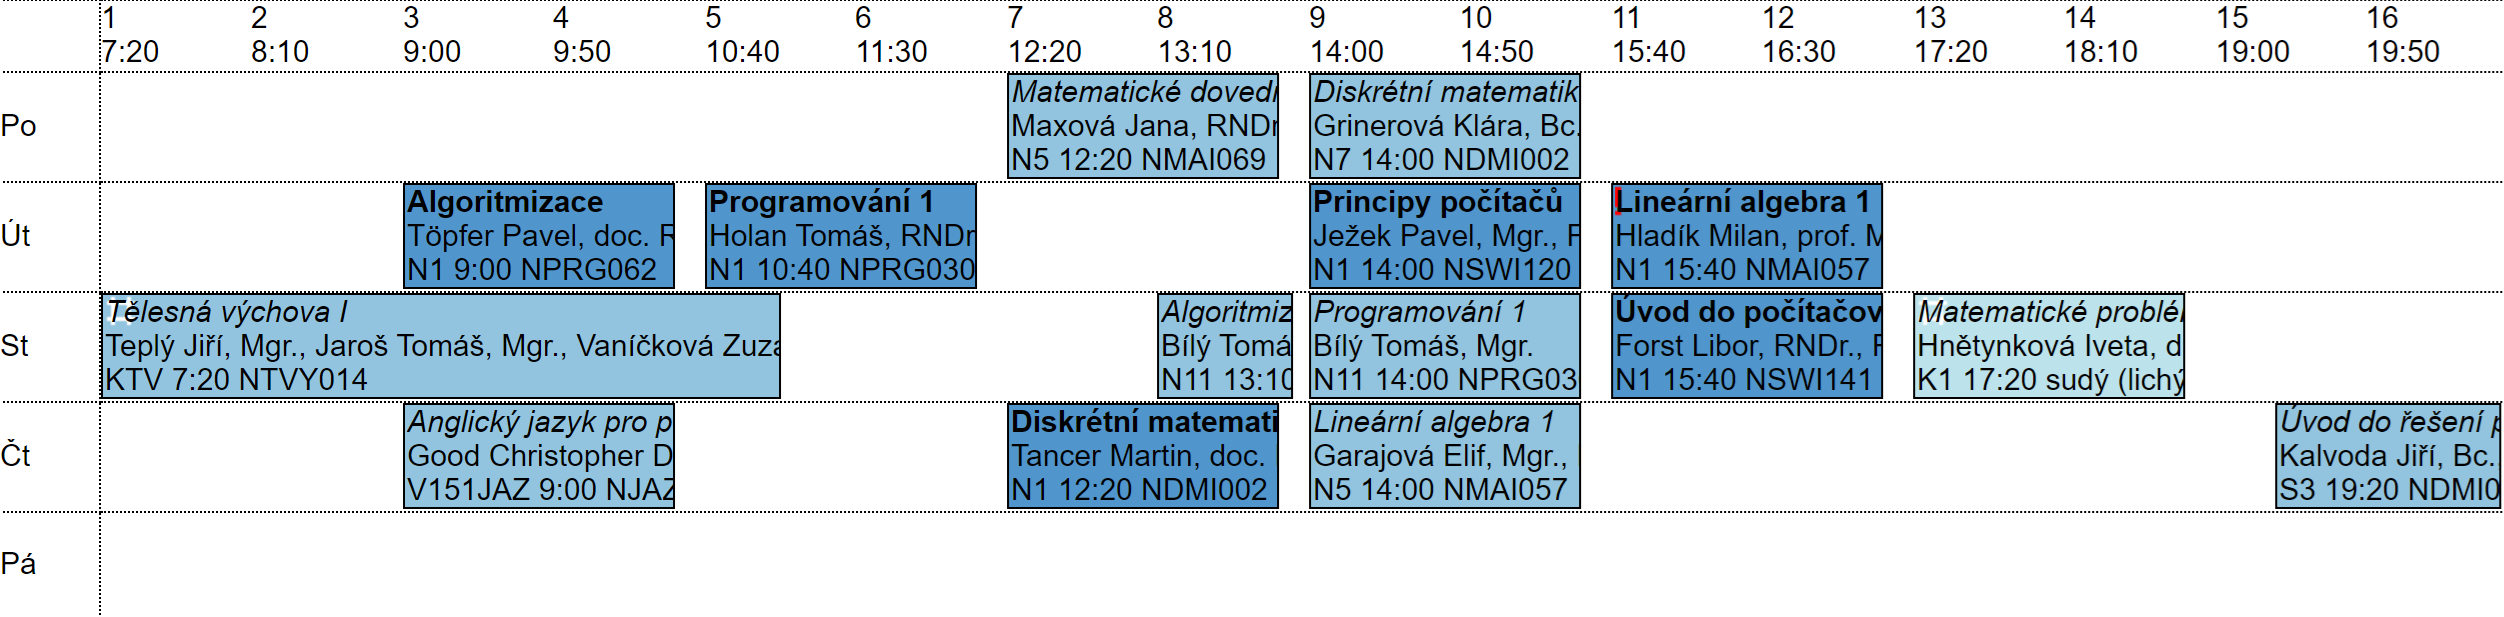 1 2 3 4 5 6 7 8 9 10 11 12 13 14 15 16
7:20 8:10 9:00 9:50 10:40 11:30 12:20 13:10 14:00 14:50 15:40 16:30 17:20 18:10 19:00 19:50
Po
Matematické doved
Maxová Jana, RNDr
N5 12:20 NMAI069
Diskrétní matematik
Grinerová Klára, Bc.
N7 14:00 NDMI002
Út
Algoritmizace
Töpfer Pavel, doc. R
N1 9:00 NPRG062
Programování 1
Holan Tomáš, RNDr
N1 10:40 NPRG030
Principy počítačů
Ježek Pavel, Mgr., F
N1 14:00 NSWI120
Lineární algebra 1
Hladík Milan, prof. M
N1 15:40 NMAI057
St
Tělesná výchova I
Teplý Jiří, Mgr., Jaroš Tomáš, Mgr., Vaníčková Zuza
KTV 7:20 NTVY014
Algoritmiz
Bílý Tomá
N11 13:10
Programování 1
Bílý Tomáš, Mgr.
N11 14:00 NPRG03
Úvod do počítačov
Forst Libor, RNDr., F
N1 15:40 NSWI141
Matematické problé
Hnětynková Iveta, d
K1 17:20 sudý (lichý
Čt
Anglický jazyk pro p
Good Christopher D
V151JAZ 9:00 NJAZ
Diskrétní matemati
Tancer Martin, doc.
N1 12:20 NDMI002
Lineární algebra 1
Garajová Elif, Mgr.,
N5 14:00 NMAI057
Úvod do řešení p
Kalvoda Jiří, Bc.
S3 19:20 NDMI0
Pá